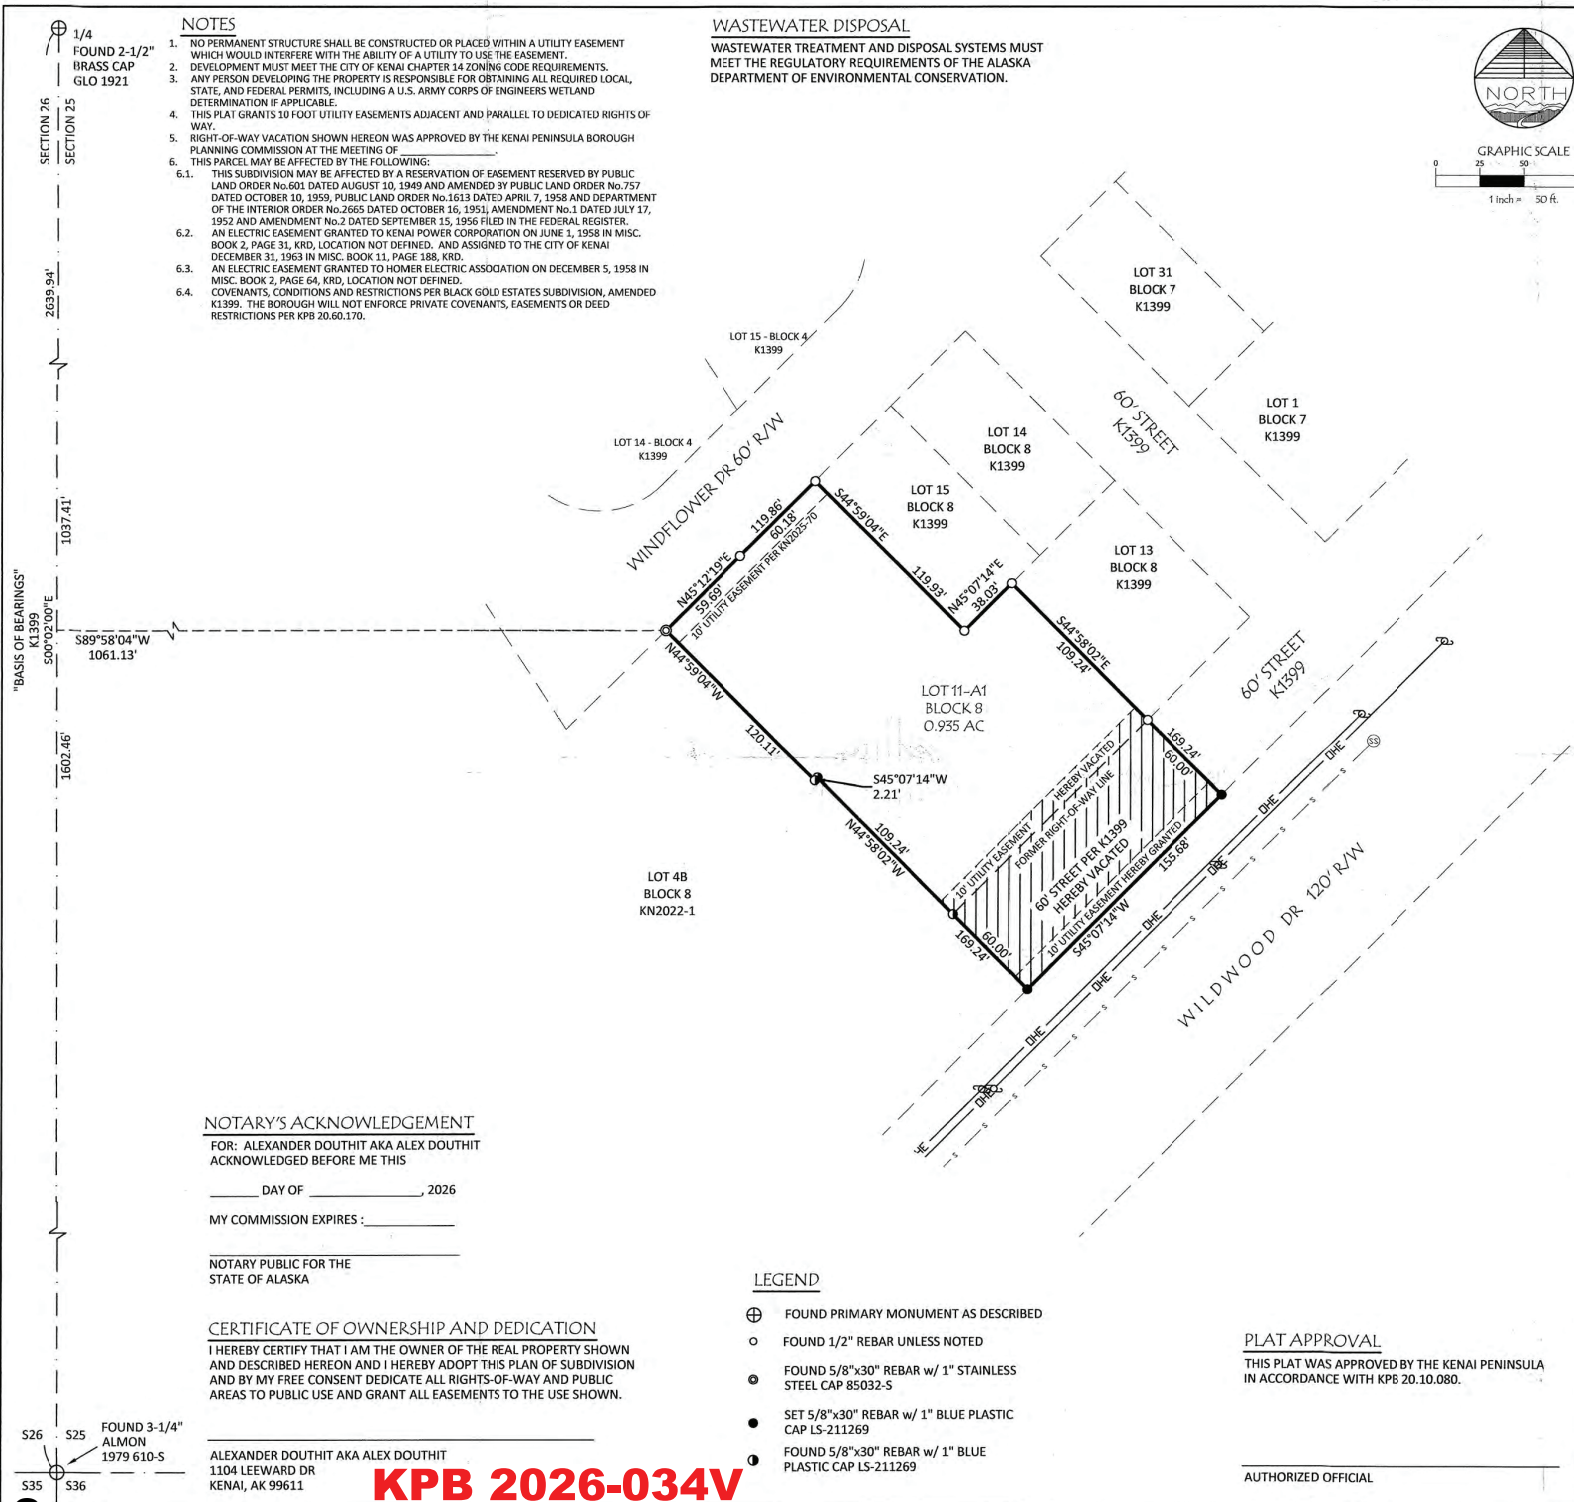 NOTES
1. NO PERMANENT STRUCTURE SHALL BE CONSTRUCTED OR PLACED WITHIN A UTILITY EASEMENT
WHICH WOULD INTERFERE WITH THE ABILITY OF A UTILITY TO USE THE EASEMENT.
2. DEVELOPMENT MUST MEET THE CITY OF KENAI CHAPTER 14 ZONING CODE REQUIREMENTS.
3. ANY PERSON DEVELOPING THE PROPERTY IS RESPONSIBLE FOR OBTAINING ALL REQUIRED LOCAL,
STATE, AND FEDERAL PERMITS, INCLUDING A U.S. ARMY CORPS OF ENGINEERS WETLAND
DETERMINATION IF APPLICABLE.
4. THIS PLAT GRANTS 10 FOOT UTILITY EASEMENTS ADJACENT AND PARALLEL TO DEDICATED RIGHTS OF
WAY.
5. RIGHT-OF-WAY VACATION SHOWN HEREON WAS APPROVED BY THE KENAI PENINSULA BOROUGH
PLANNING COMMISSION AT THE MEETING OF ________________.
6. THIS PARCEL MAY BE AFFECTED BY THE FOLLOWING:
6.1. THIS SUBDIVISION MAY BE AFFECTED BY A RESERVATION OF EASEMENT RESERVED BY PUBLIC
LAND ORDER No.601 DATED AUGUST 10, 1949 AND AMENDED BY PUBLIC LAND ORDER No.757
DATED OCTOBER 10, 1959, PUBLIC LAND ORDER No.1613 DATED APRIL 7, 1958 AND DEPARTMENT
OF THE INTERIOR ORDER No.2665 DATED OCTOBER 16, 1951, AMENDMENT No.1 DATED JULY 17,
1952 AND AMENDMENT No.2 DATED SEPTEMBER 15, 1956 FILED IN THE FEDERAL REGISTER.
6.2. AN ELECTRIC EASEMENT GRANTED TO KENAI POWER CORPORATION ON JUNE 1, 1958 IN MISC.
BOOK 2, PAGE 31, KRD, LOCATION NOT DEFINED. AND ASSIGNED TO THE CITY OF KENAI
DECEMBER 31, 1963 IN MISC. BOOK 11, PAGE 188, KRD.
6.3. AN ELECTRIC EASEMENT GRANTED TO HOMER ELECTRIC ASSOCIATION ON DECEMBER 5, 1958 IN
MISC. BOOK 2, PAGE 64, KRD, LOCATION NOT DEFINED.
6.4. COVENANTS, CONDITIONS AND RESTRICTIONS PER BLACK GOLD ESTATES SUBDIVISION, AMENDED
K1399. THE BOROUGH WILL NOT ENFORCE PRIVATE COVENANTS, EASEMENTS OR DEED
RESTRICTIONS PER KPB 20.60.170.
WASTEWATER DISPOSAL
WASTEWATER TREATMENT AND DISPOSAL SYSTEMS MUST
MEET THE REGULATORY REQUIREMENTS OF THE ALASKA
DEPARTMENT OF ENVIRONMENTAL CONSERVATION.
NORTH
GRAPHIC SCALE
0 25 50
1 inch = 50 ft.
1/4
FOUND 2-1/2"
BRASS CAP
GLO 1921
SECTION 26
SECTION 25
2639.94'
1037.41'
"BASIS OF BEARINGS"
K1399
S00°02'00"E
S89°58'04"W
1061.13'
1602.46'
LOT 31
BLOCK 7
K1399
LOT 15 - BLOCK 4
K1399
LOT 14 - BLOCK 4
K1399
WINDFLOWER DR 60' R/W
60' STREET
K1399
LOT 1
BLOCK 7
K1399
LOT 14
BLOCK 8
K1399
LOT 15
BLOCK 8
K1399
LOT 13
BLOCK 8
K1399
N45°12'19"E
119.86'
60.18'
59.69'
10' UTILITY EASEMENT PER KN2025-70
S44°59'04"E
119.93'
N45°07'14"E
38.03'
S44°58'02"E
109.24'
N44°59'04"W
120.11'
LOT 11-A1
BLOCK 8
0.935 AC
60' STREET
K1399
S45°07'14"W
2.21'
109.24'
N44°58'02"W
169.24'
60.00'
10' UTILITY EASEMENT HEREBY VACATED
FORMER RIGHT-OF-WAY LINE
60' STREET PER K1399
HEREBY VACATED
10' UTILITY EASEMENT HEREBY GRANTED
S45°07'14"W
155.68'
60.00'
169.24'
LOT 4B
BLOCK 8
KN2022-1
SS
OHE
OHE
OHE
OHE
OHE
OHE
OHE
S
S
S
S
S
S
S
S
S
WILDWOOD DR 120' R/W
NOTARY'S ACKNOWLEDGEMENT
FOR: ALEXANDER DOUTHIT AKA ALEX DOUTHIT
ACKNOWLEDGED BEFORE ME THIS
_______ DAY OF ________________, 2026
MY COMMISSION EXPIRES :_____________
NOTARY PUBLIC FOR THE
STATE OF ALASKA
CERTIFICATE OF OWNERSHIP AND DEDICATION
I HEREBY CERTIFY THAT I AM THE OWNER OF THE REAL PROPERTY SHOWN
AND DESCRIBED HEREON AND I HEREBY ADOPT THIS PLAN OF SUBDIVISION
AND BY MY FREE CONSENT DEDICATE ALL RIGHTS-OF-WAY AND PUBLIC
AREAS TO PUBLIC USE AND GRANT ALL EASEMENTS TO THE USE SHOWN.
ALEXANDER DOUTHIT AKA ALEX DOUTHIT
1104 LEEWARD DR
KENAI, AK 99611
KPB 2026-034V
FOUND 3-1/4"
ALMON
1979 610-S
S26 S25
S35 S36
LEGEND
FOUND PRIMARY MONUMENT AS DESCRIBED
FOUND 1/2" REBAR UNLESS NOTED
FOUND 5/8"x30" REBAR w/ 1" STAINLESS
STEEL CAP 85032-S
SET 5/8"x30" REBAR w/ 1" BLUE PLASTIC
CAP LS-211269
FOUND 5/8"x30" REBAR w/ 1" BLUE
PLASTIC CAP LS-211269
PLAT APPROVAL
THIS PLAT WAS APPROVED BY THE KENAI PENINSULA
IN ACCORDANCE WITH KPB 20.10.080.
AUTHORIZED OFFICIAL